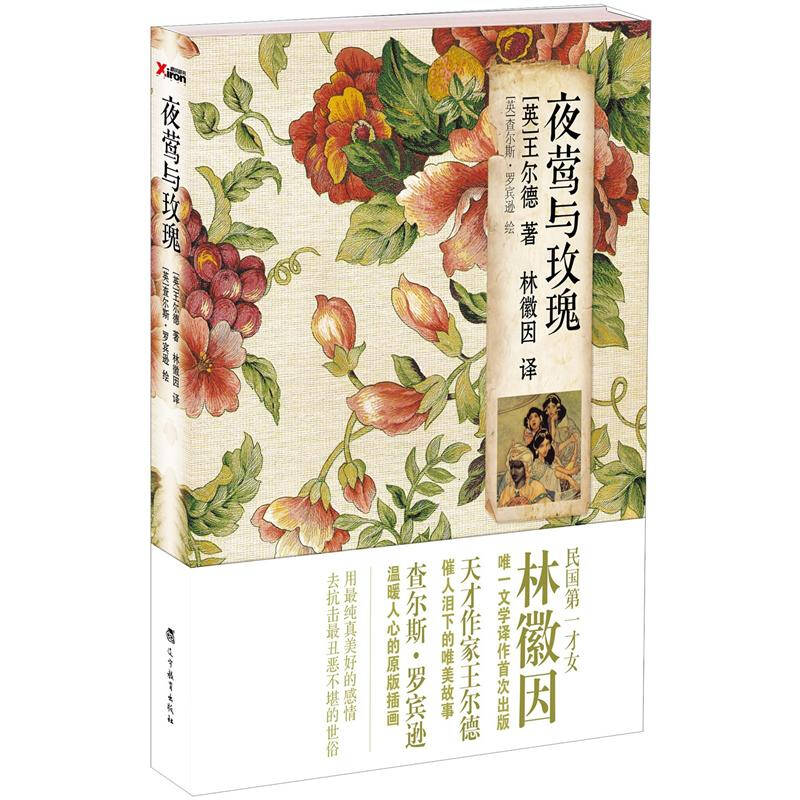 Xiron
夜莺与玫瑰
[英]王尔德 著 林徽因 译
[英]查尔斯·罗宾逊 绘
夜莺与玫瑰
[英]王尔德 著
林徽因 译
[英]查尔斯·罗宾逊 绘
民国第一才女
林徽因
唯一文学译作首次出版
天才作家王尔德
催人泪下的唯美故事
查尔斯·罗宾逊
温暖人心的原版插画
用最纯真美好的感情
去抗击最丑恶不堪的世俗
辽宁教育出版社